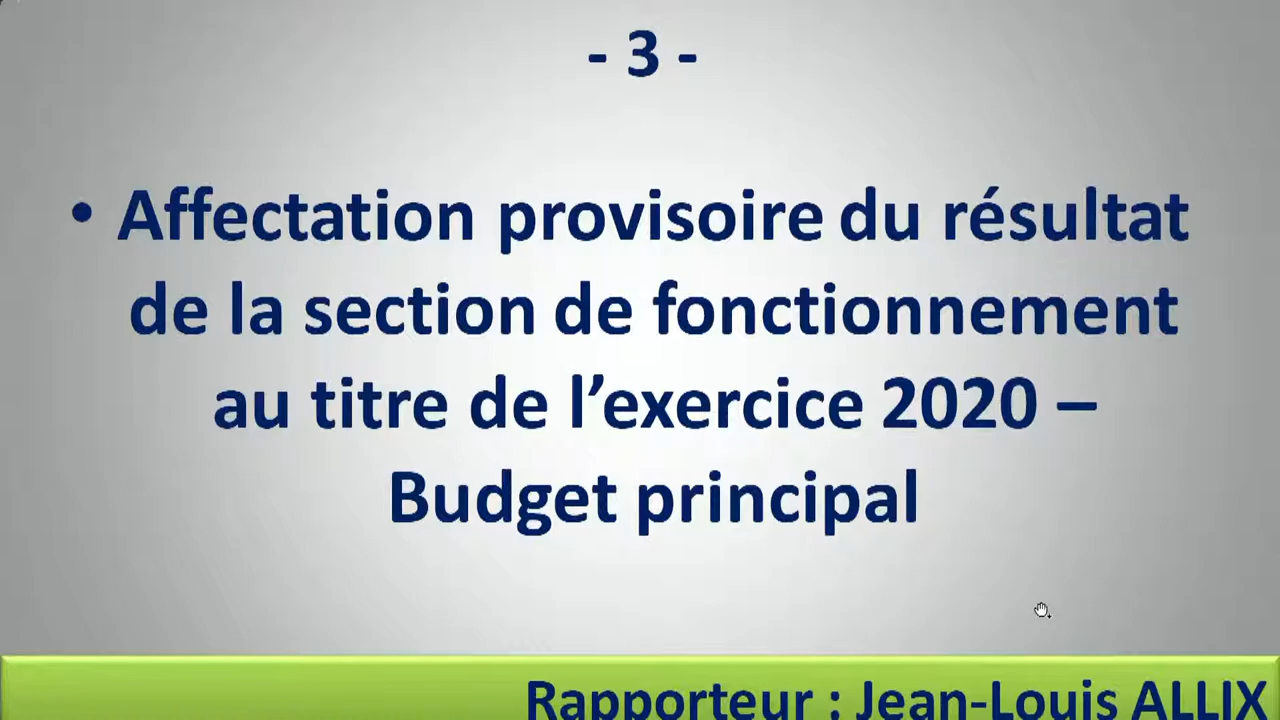 - 3 -
• Affectation provisoire du résultat
de la section de fonctionnement
au titre de l’exercice 2020 –
Budget principal
Rapporteur : Jean-Louis ALLIX